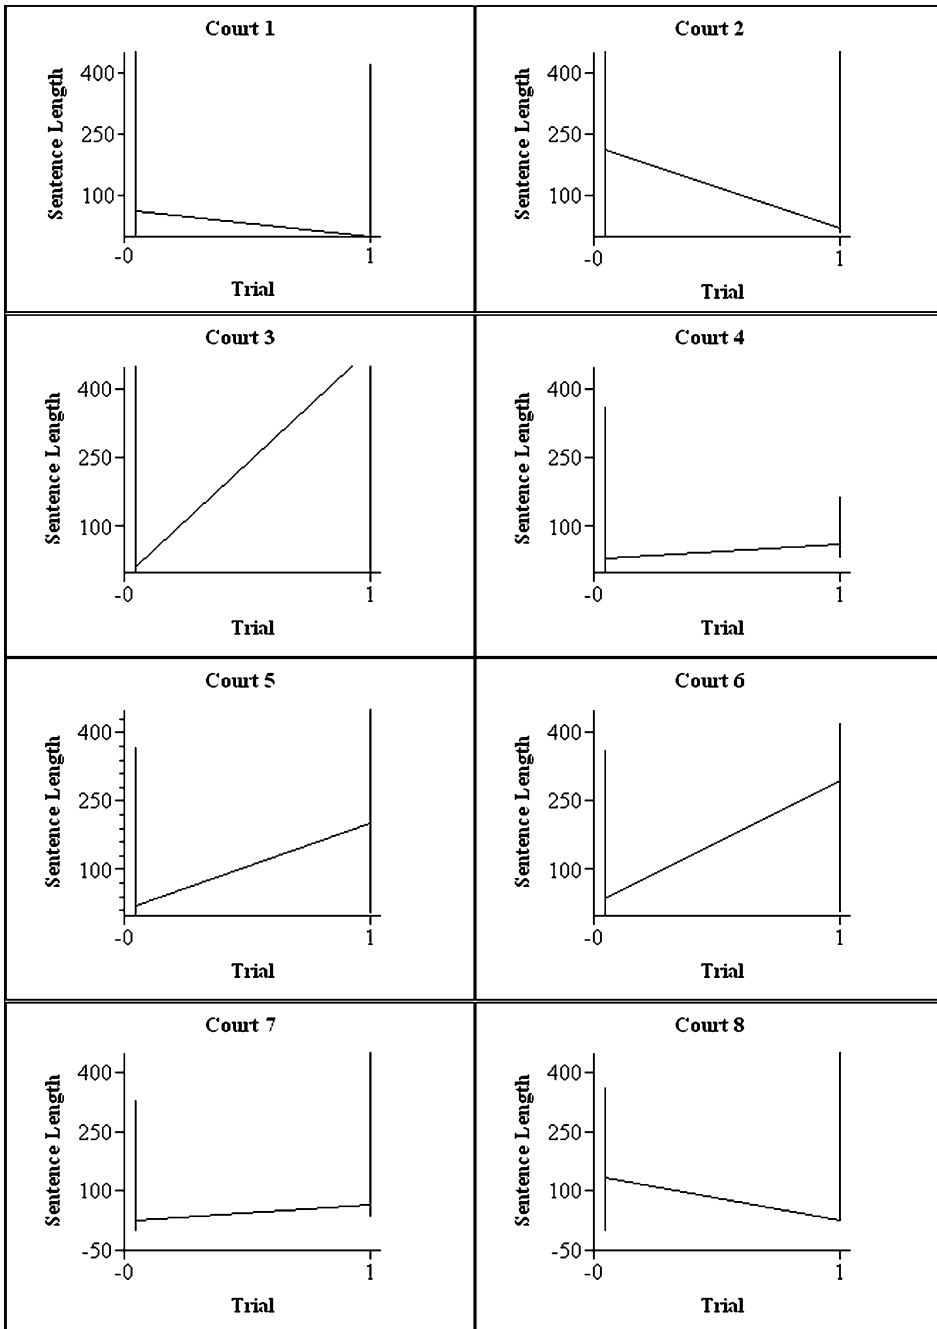 Court 1
Sentence Length
400
250
100
-0
1
Trial
Court 2
Sentence Length
400
250
100
-0
1
Trial
Court 3
Sentence Length
400
250
100
-0
1
Trial
Court 4
Sentence Length
400
250
100
-0
1
Trial
Court 5
Sentence Length
400
250
100
-0
1
Trial
Court 6
Sentence Length
400
250
100
-0
1
Trial
Court 7
Sentence Length
400
250
100
-50
-0
1
Trial
Court 8
Sentence Length
400
250
100
-50
-0
1
Trial